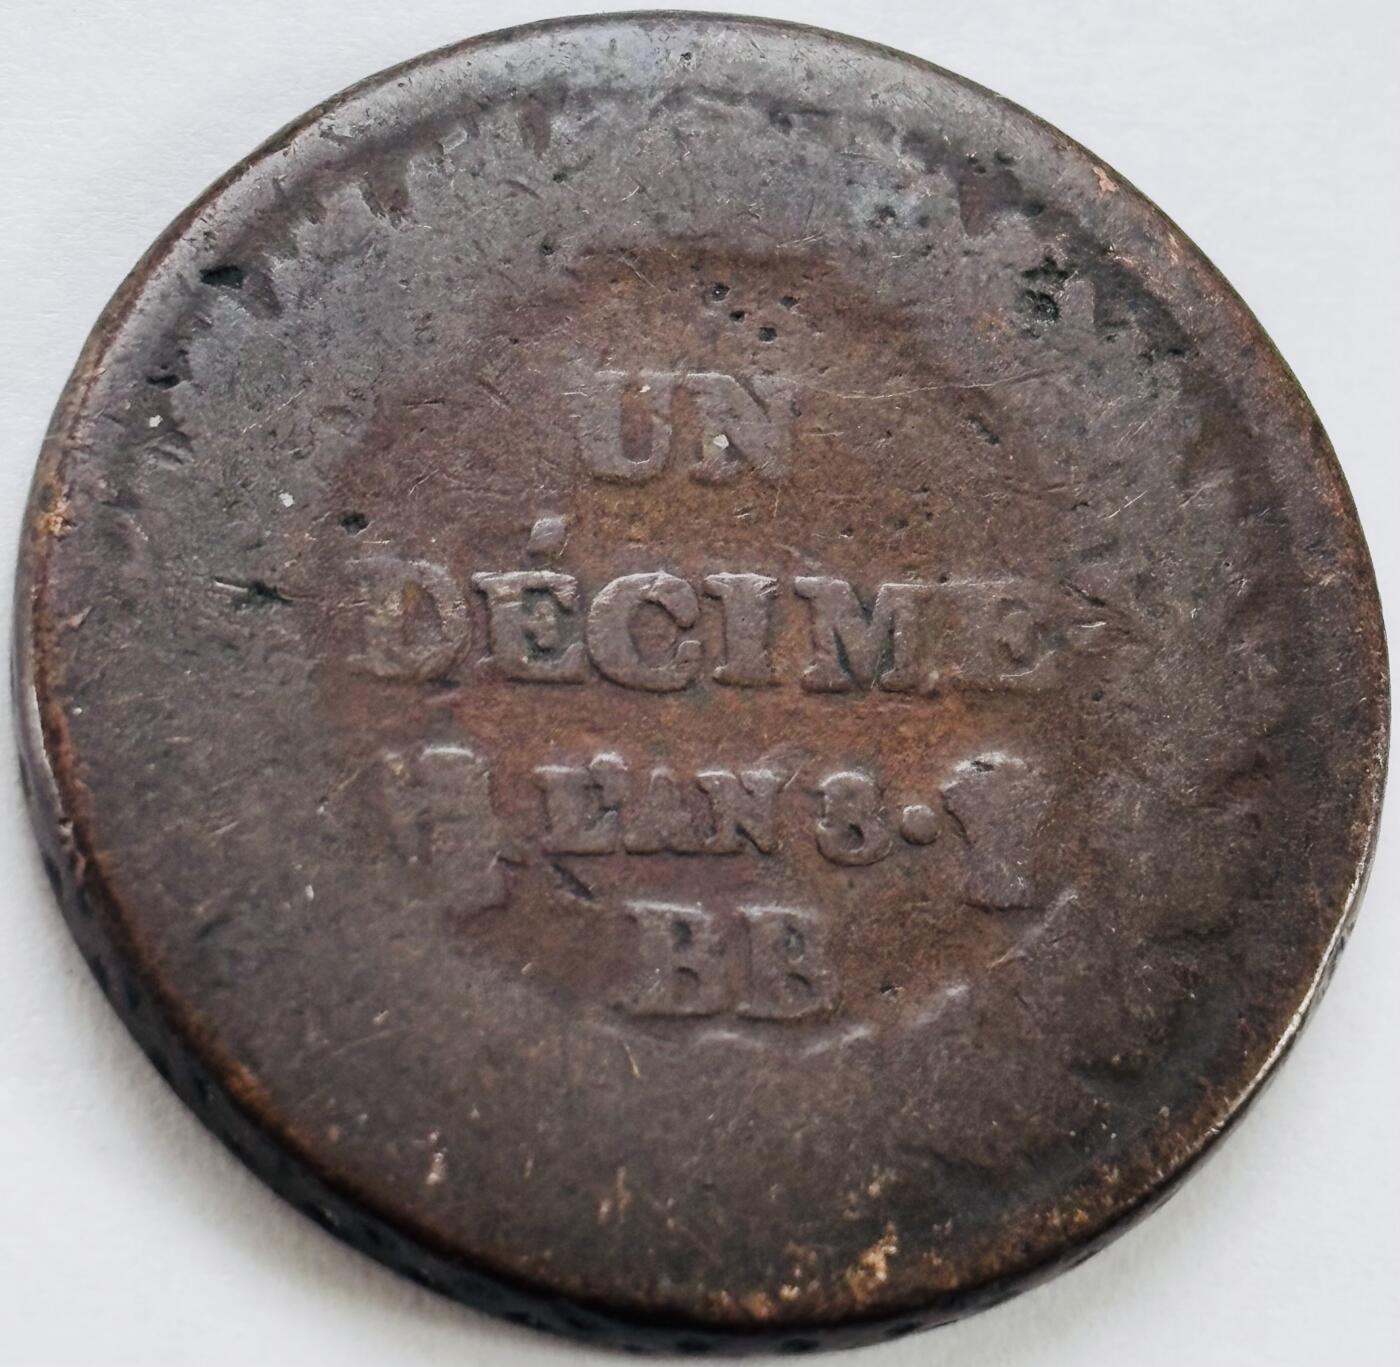 UN
DÉCIME
L'AN 8.
BB